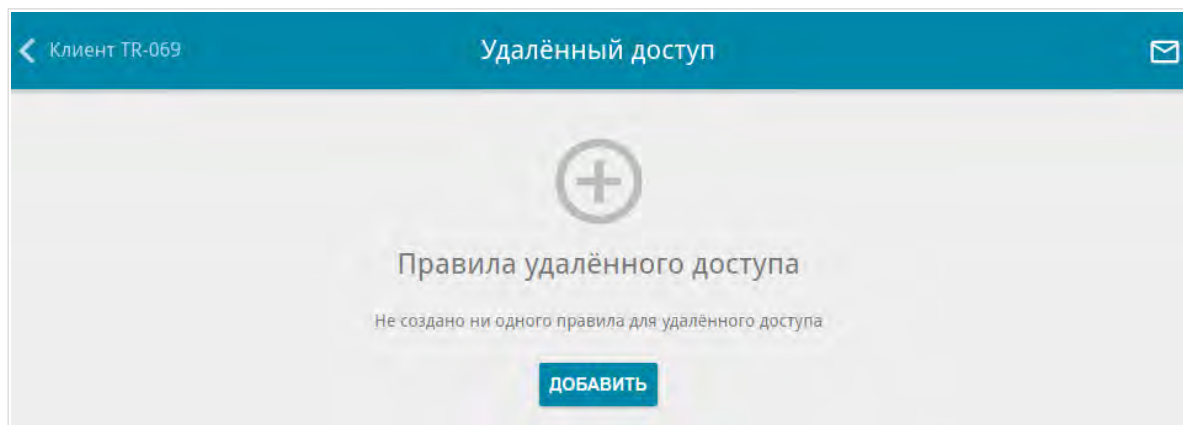 Клиент TR-069
Удалённый доступ
Правила удалённого доступа
Не создано ни одного правила для удалённого доступа
ДОБАВИТЬ